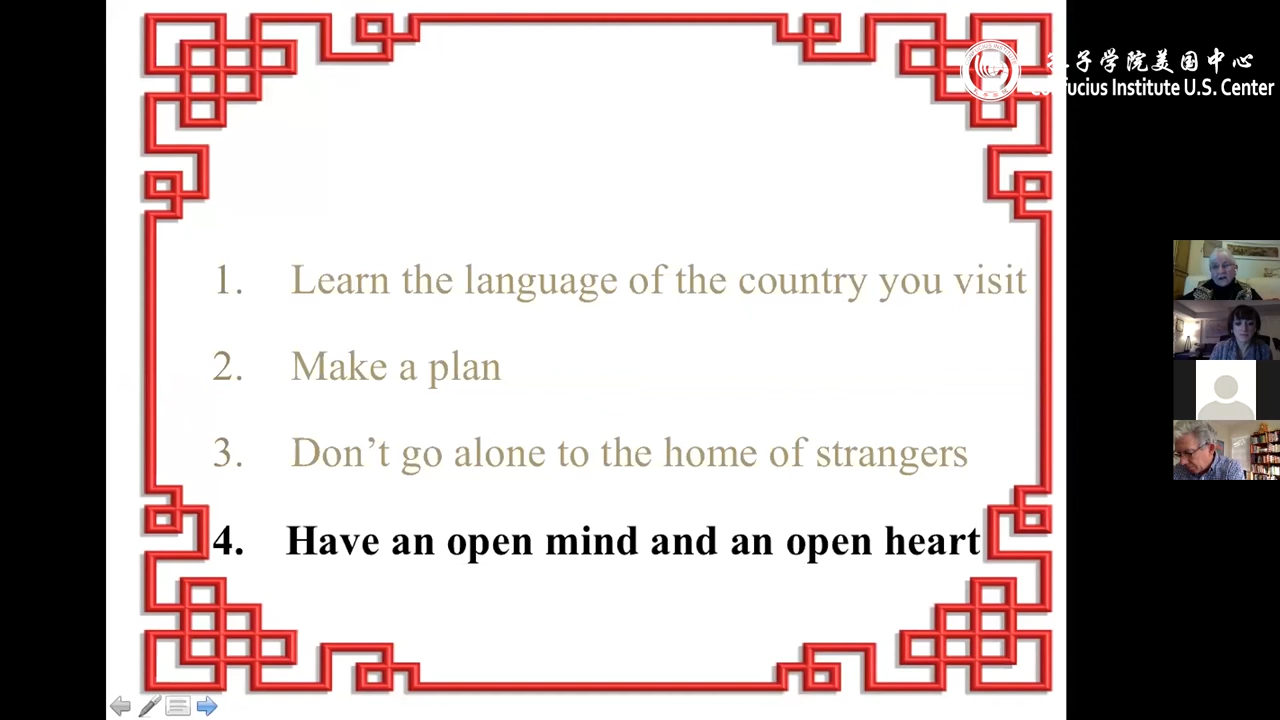 子学院美国中心
Institute U.S. Center
1. Learn the language of the country you visit
2. Make a plan
3. Don’t go alone to the home of strangers
4. Have an open mind and an open heart